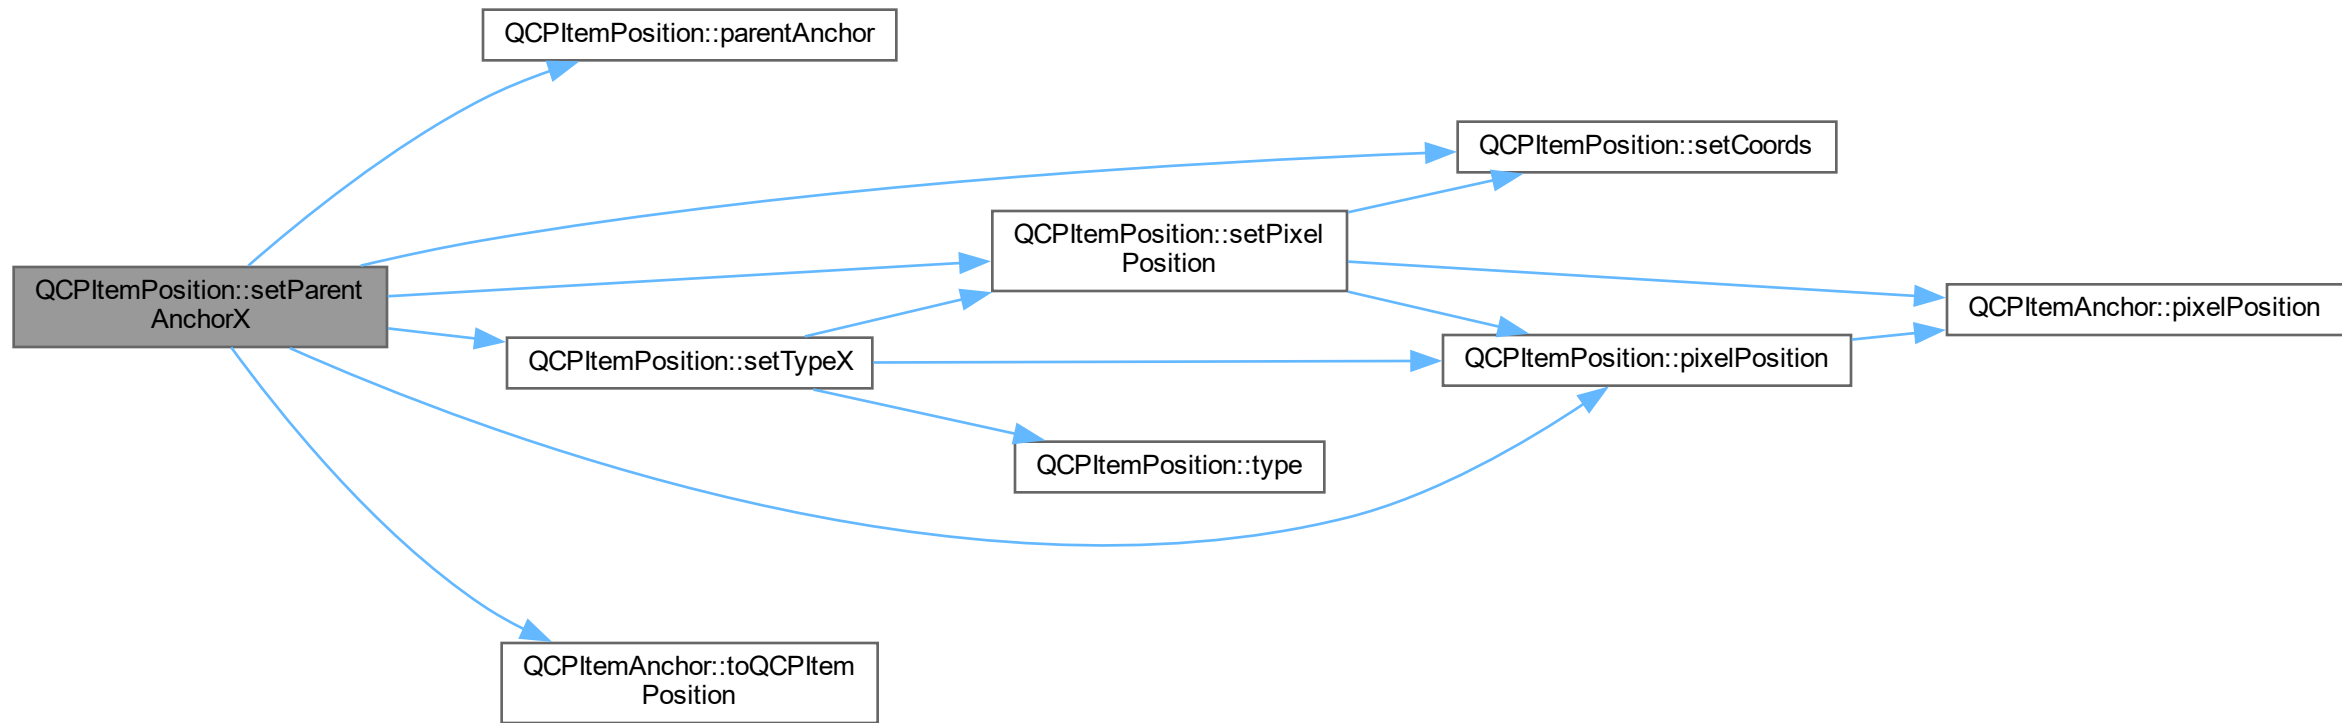 QCPItemPosition::parentAnchor
QCPItemPosition::setCoords
QCPItemPosition::setPixel
Position
QCPItemPosition::setParent
AnchorX
QCPItemAnchor::pixelPosition
QCPItemPosition::setTypeX
QCPItemPosition::pixelPosition
QCPItemPosition::type
QCPItemAnchor::toQCPItem
Position